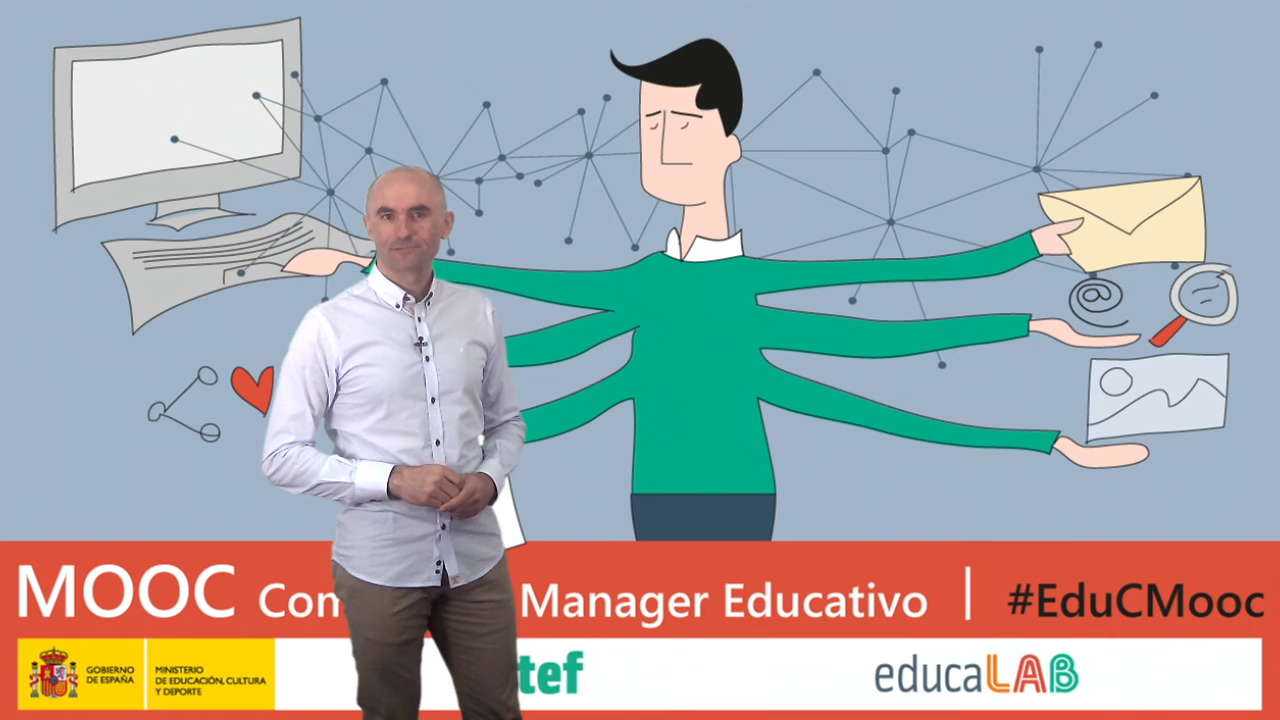 @
MOOC Com Manager Educativo | #EduCMooc
GOBIERNO
DE ESPAÑA
MINISTERIO
DE EDUCACIÓN, CULTURA
Y DEPORTE
tef
educaLAB